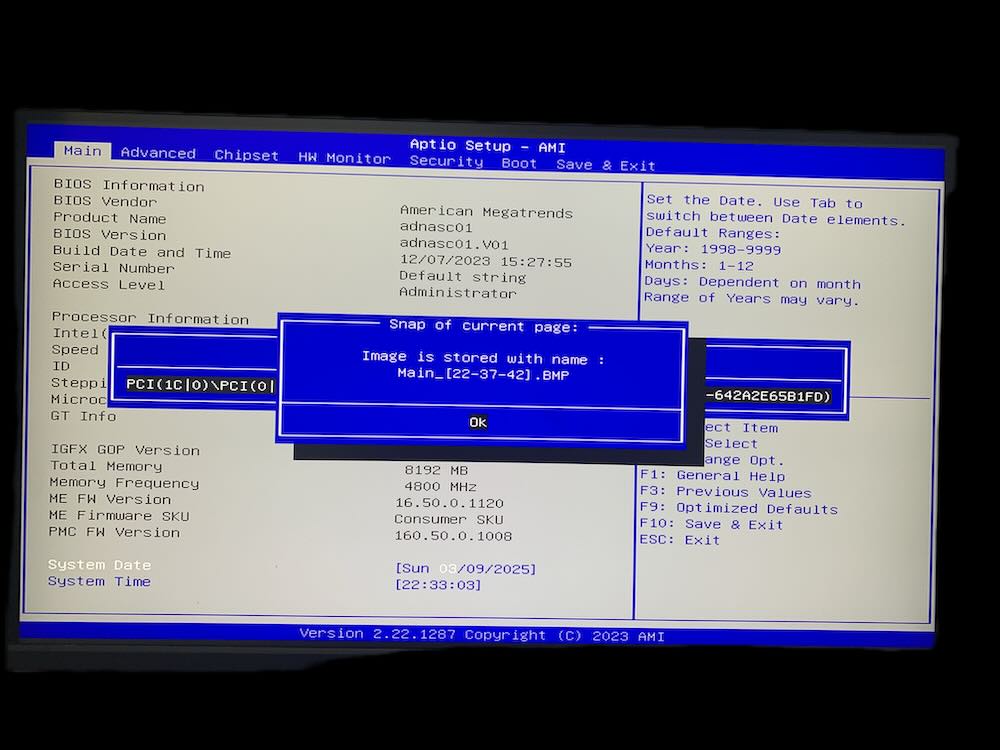 Aptio Setup - AMI
Main Advanced Chipset HW Monitor Security Boot Save & Exit
BIOS Information
BIOS Vendor American Megatrends
Product Name adnasc01
BIOS Version adnasc01.V01
Build Date and Time 12/07/2023 15:27:55
Serial Number Default string
Access Level Administrator
Processor Information
Intel(
Speed
ID
Steppi
Microc
GT Info
IGFX GOP Version
Total Memory 8192 MB
Memory Frequency 4800 MHz
ME FW Version 16.50.0.1120
ME Firmware SKU Consumer SKU
PMC FW Version 160.50.0.1008
System Date [Sun 03/09/2025]
System Time [22:33:03]
Set the Date. Use Tab to
switch between Date elements.
Default Ranges:
Year: 1998-9999
Months: 1-12
Days: Dependent on month
Range of Years may vary.
PCI(1C|0)\PCI(0|
-642A2E65B1FD)
Snap of current page:
Image is stored with name :
Main_[22-37-42].BMP
Ok
ect Item
Select
ange Opt.
F1: General Help
F3: Previous Values
F9: Optimized Defaults
F10: Save & Exit
ESC: Exit
Version 2.22.1287 Copyright (C) 2023 AMI